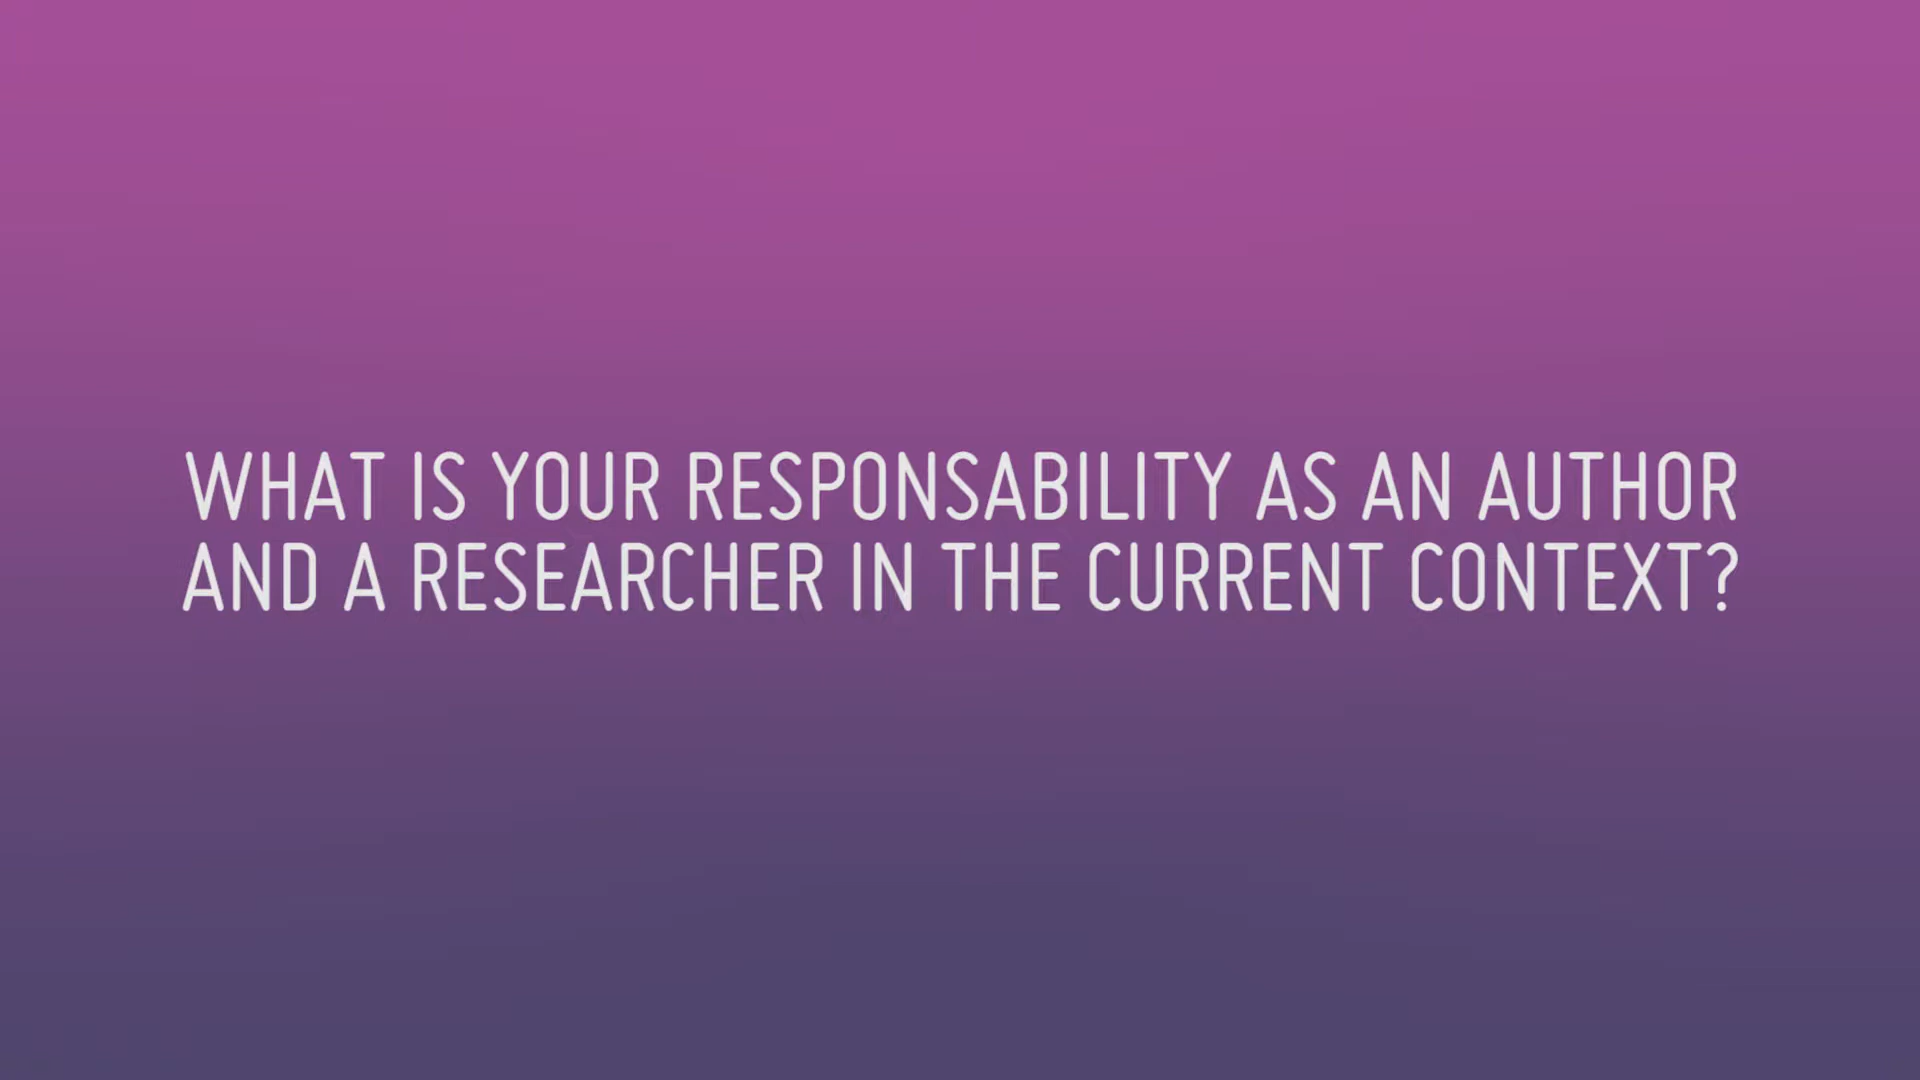 WHAT IS YOUR RESPONSABILITY AS AN AUTHOR
AND A RESEARCHER IN THE CURRENT CONTEXT?